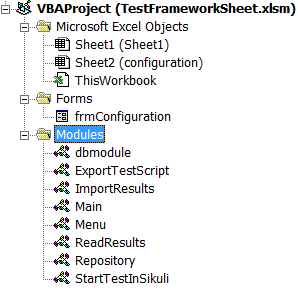 VBAProject (TestFrameworkSheet.xlsm)
Microsoft Excel Objects
Sheet1 (Sheet1)
Sheet2 (configuration)
ThisWorkbook
Forms
frmConfiguration
Modules
dbmodule
ExportTestScript
ImportResults
Main
Menu
ReadResults
Repository
StartTestInSikuli